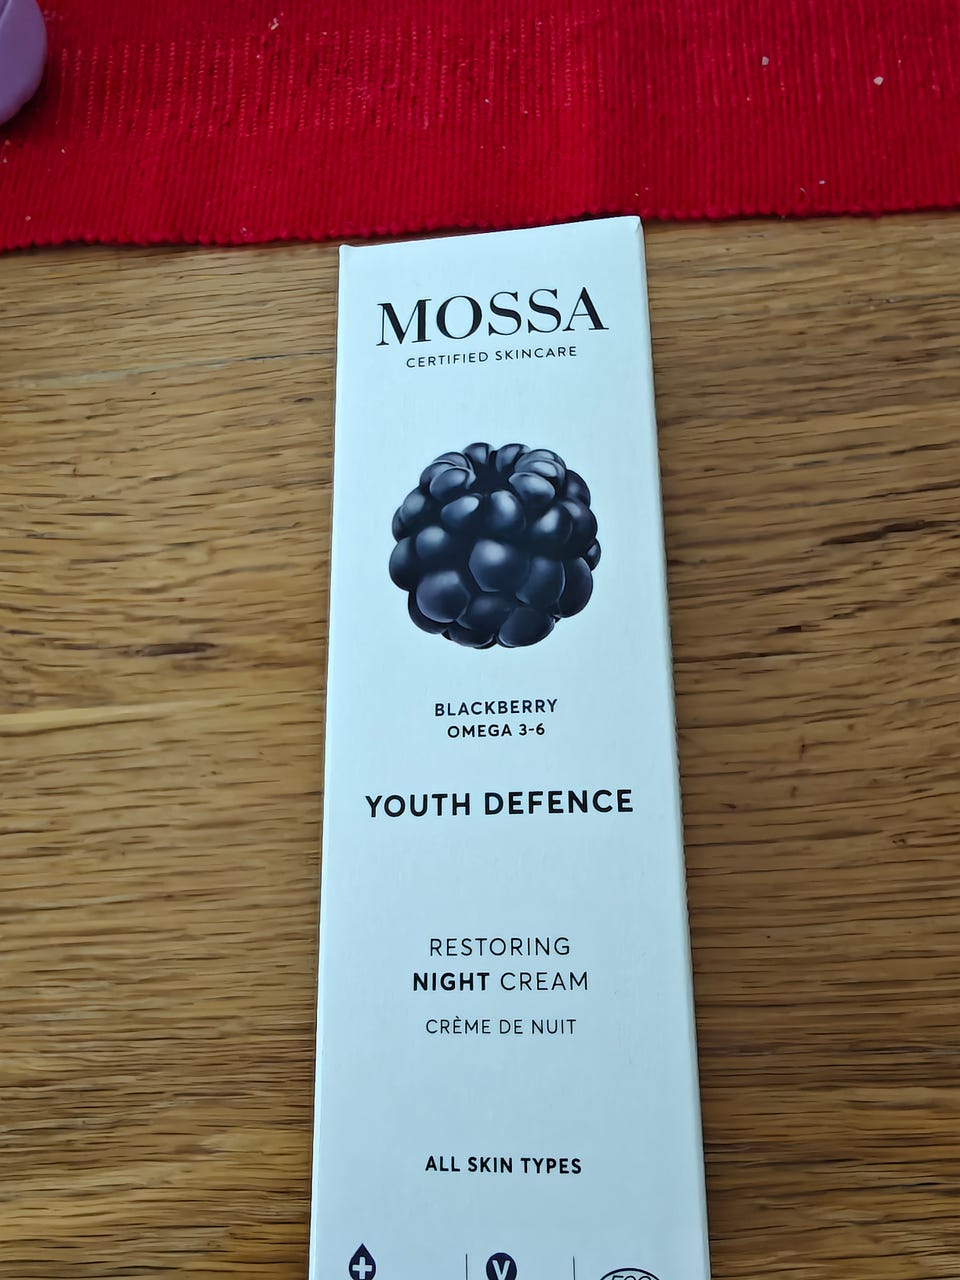 MOSSA
CERTIFIED SKINCARE
BLACKBERRY
OMEGA 3-6
YOUTH DEFENCE
RESTORING
NIGHT CREAM
CRÈME DE NUIT
ALL SKIN TYPES
V